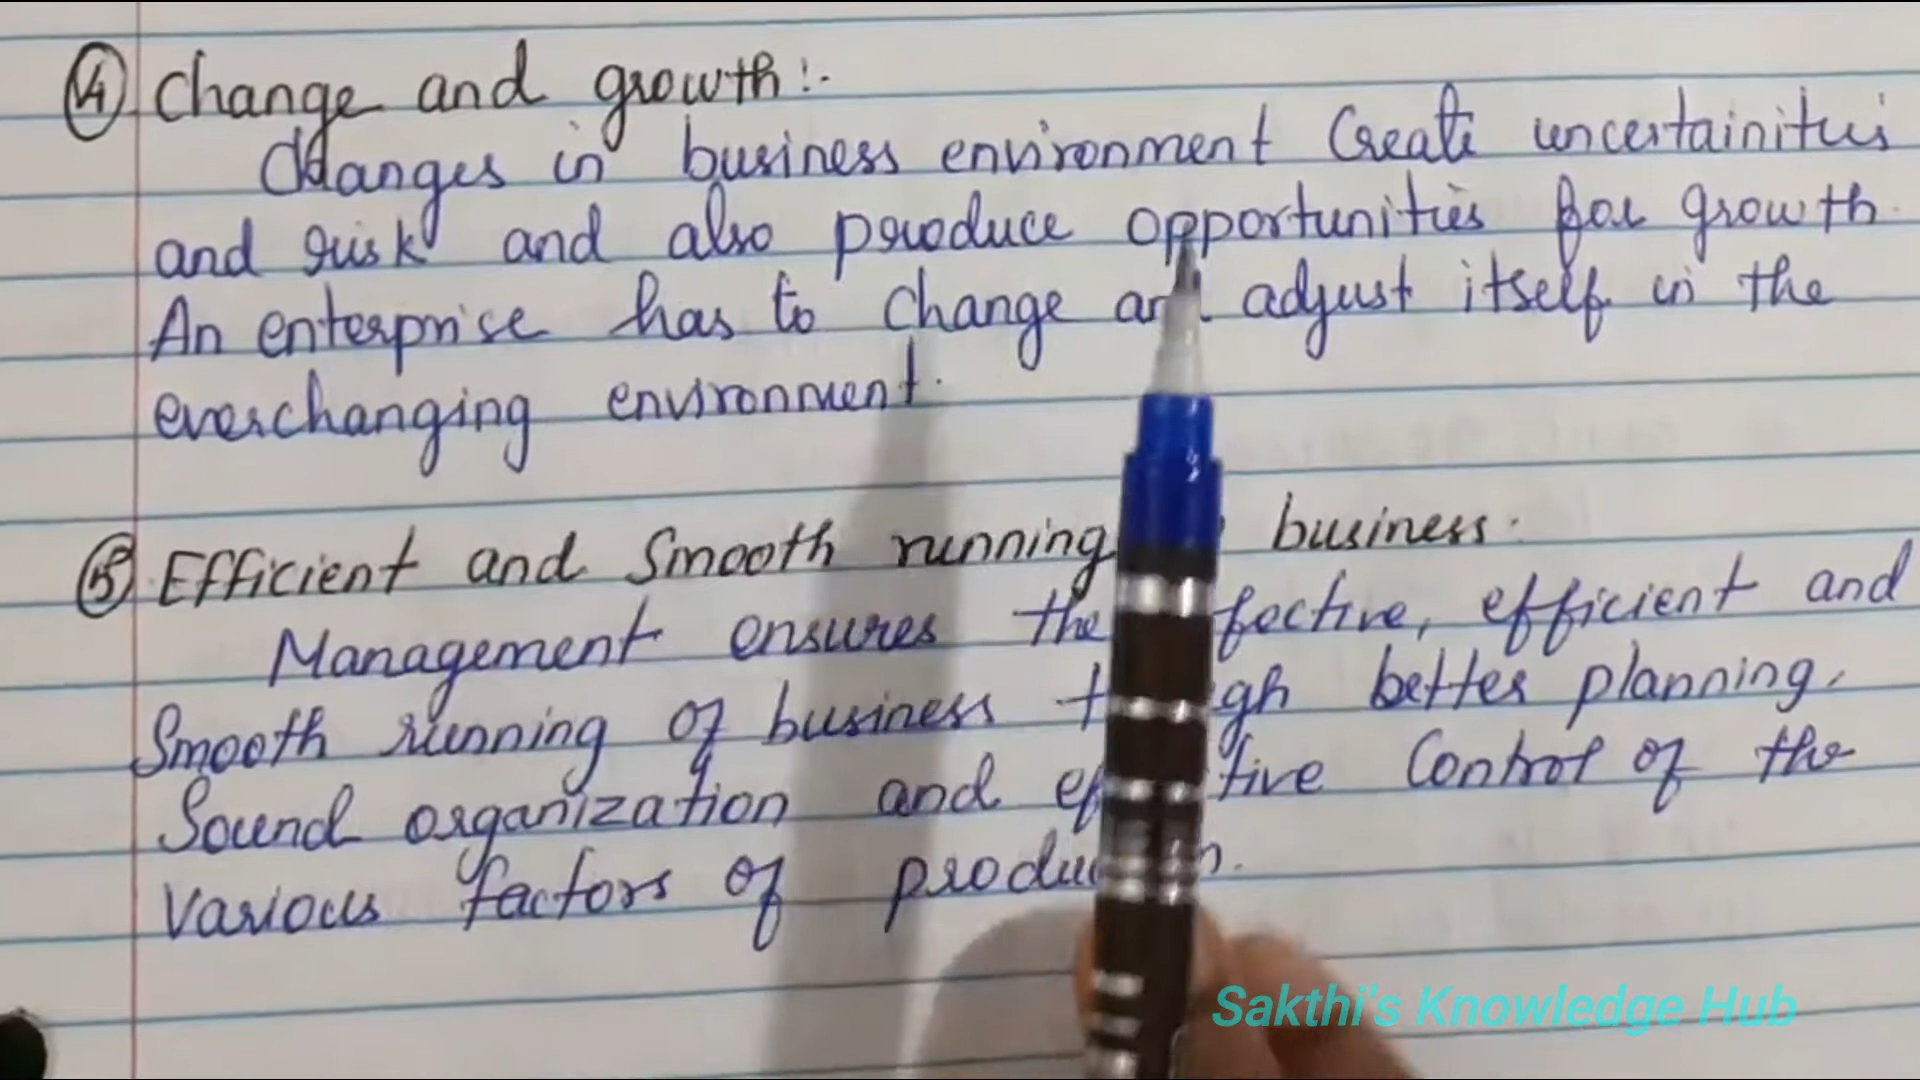 4 Change and growth:-
Changes in business environment Create uncertainities
and risk and also produce opportunities for growth.
An enterprise has to change an adjust itself in the
everchanging environment.
5 Efficient and Smooth running business.
Management ensures the efficient and
Smooth running of business better planning,
Sound organization and Control of the
various factors of
Sakthi's Knowledge Hub